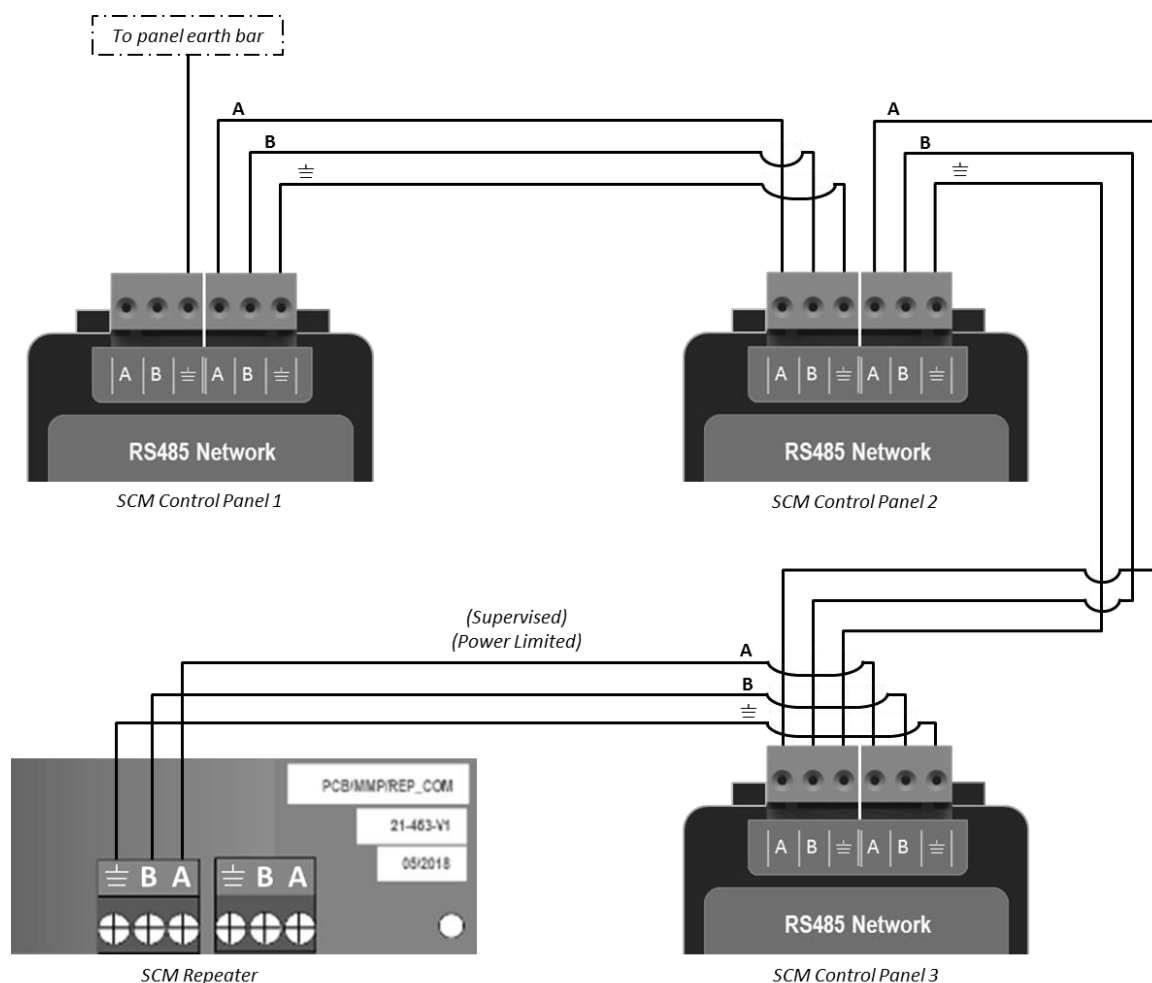 To panel earth bar
A
A
B
B
A B A B
RS485 Network
SCM Control Panel 1
A B A B
RS485 Network
SCM Control Panel 2
(Supervised)
(Power Limited)
A
B
PCB/MMP/REP_COM
21-463-V1
05/2018
B A B A
SCM Repeater
A B A B
RS485 Network
SCM Control Panel 3